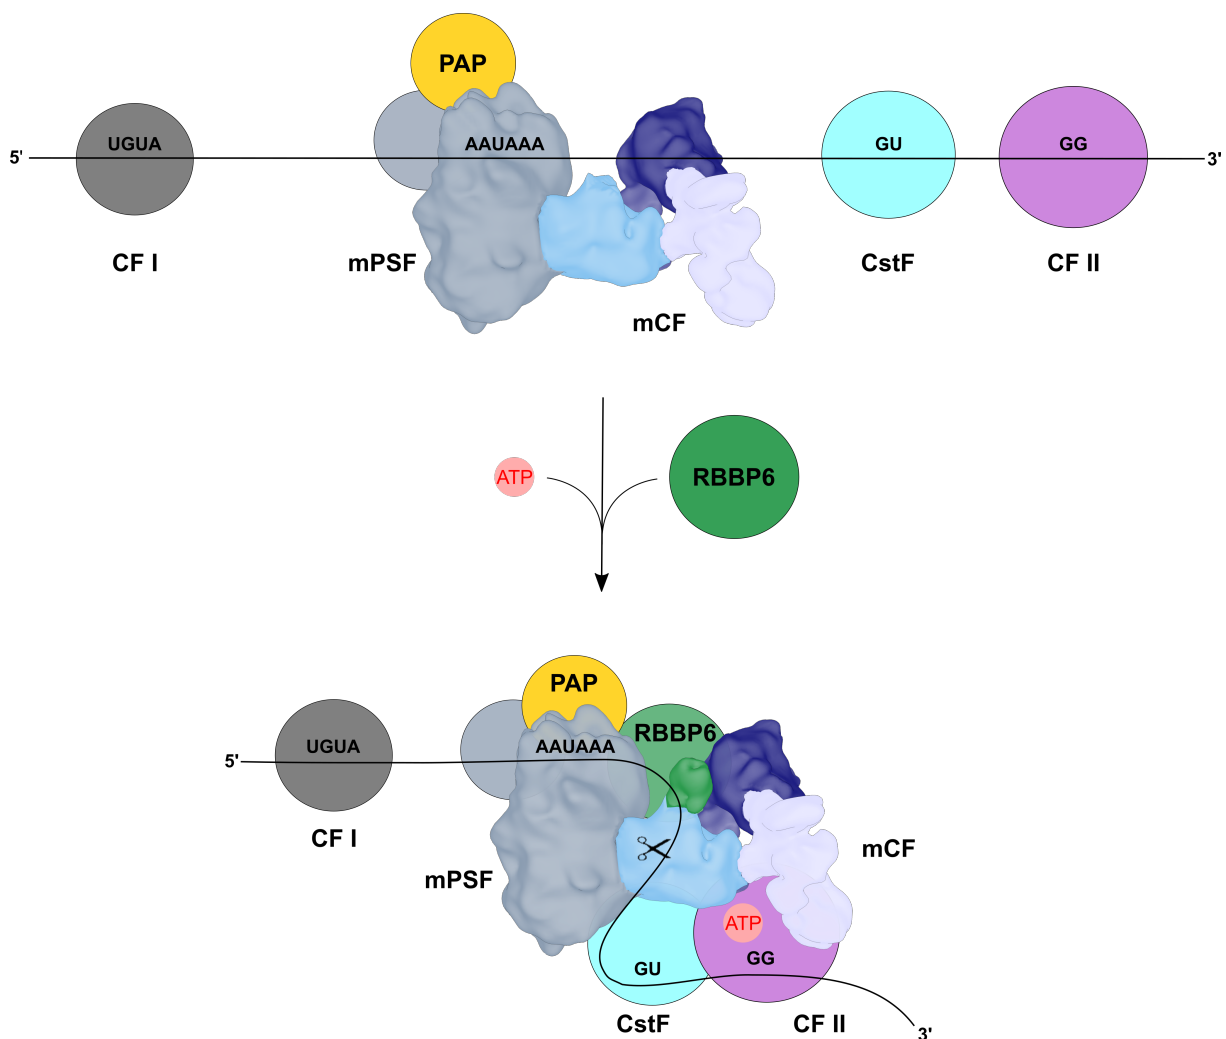 PAP
UGUA
AAUAAA
GU
GG
5'
3'
CF I
mPSF
CstF
CF II
mCF
ATP
RBBP6
PAP
RBBP6
UGUA
AAUAAA
5'
CF I
mCF
mPSF
ATP
GG
GU
CstF
CF II
3'